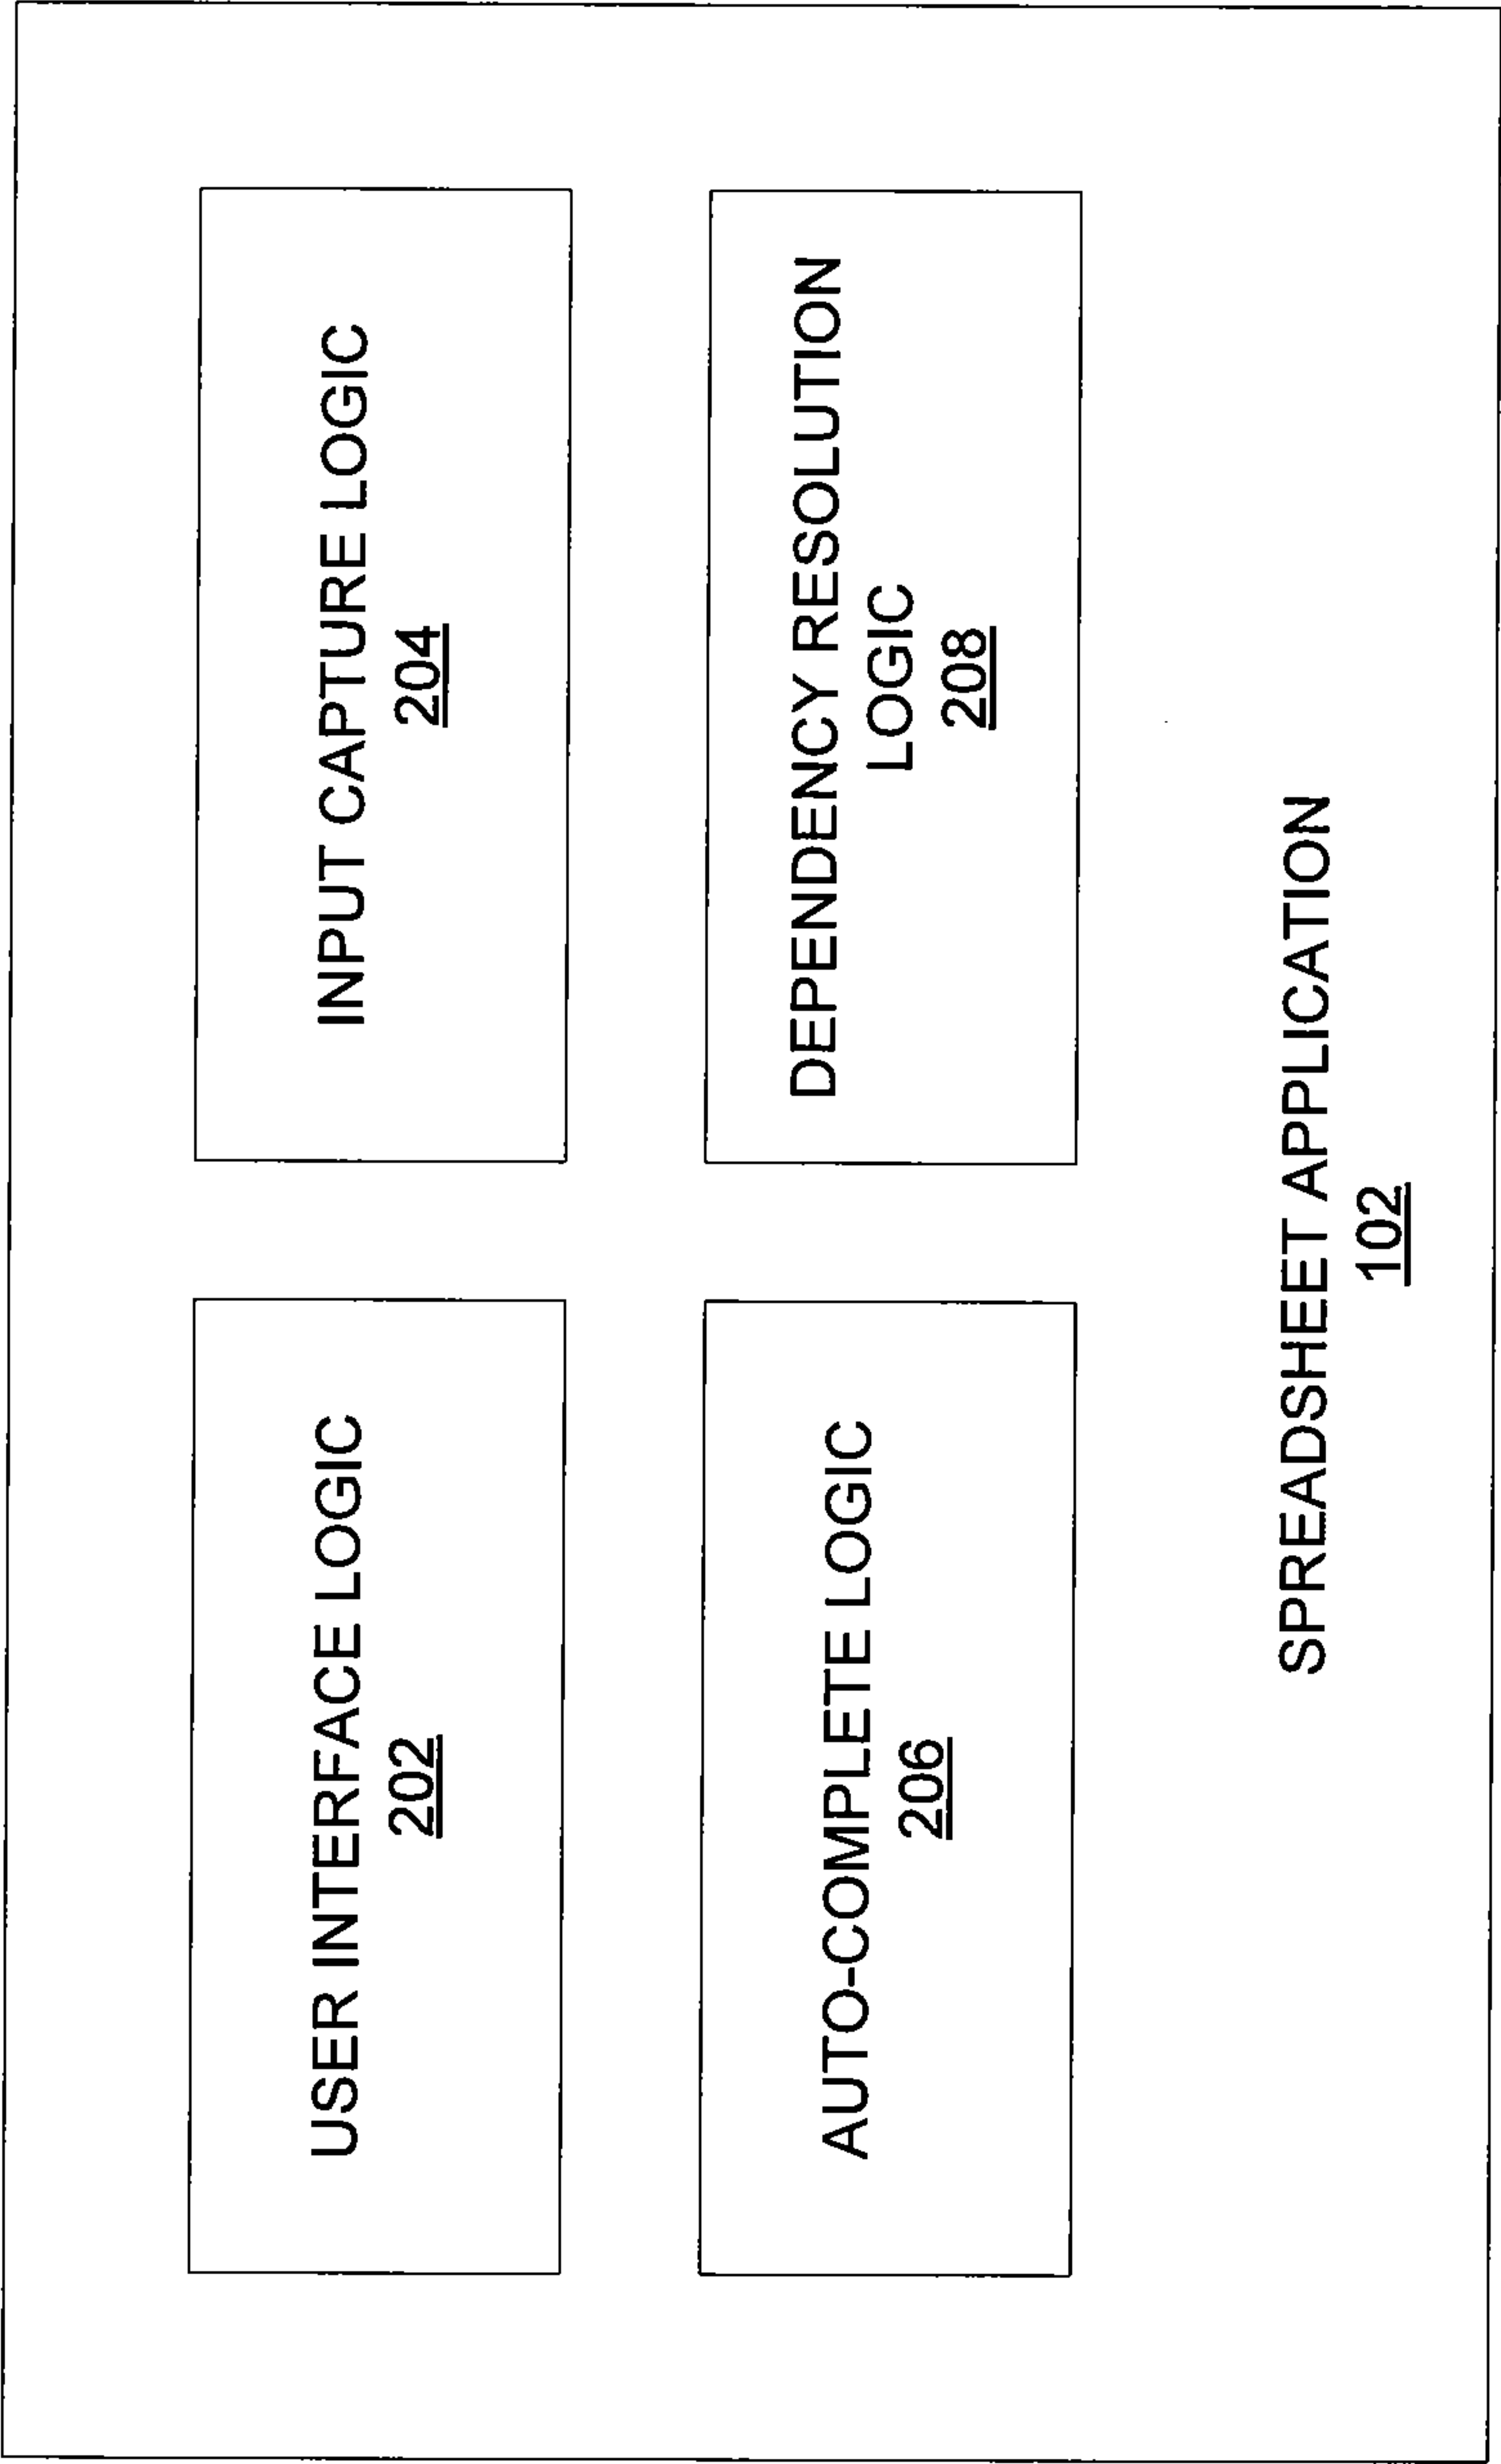 USER INTERFACE LOGIC
202
INPUT CAPTURE LOGIC
204
AUTO-COMPLETE LOGIC
206
DEPENDENCY RESOLUTION
LOGIC
208
SPREADSHEET APPLICATION
102